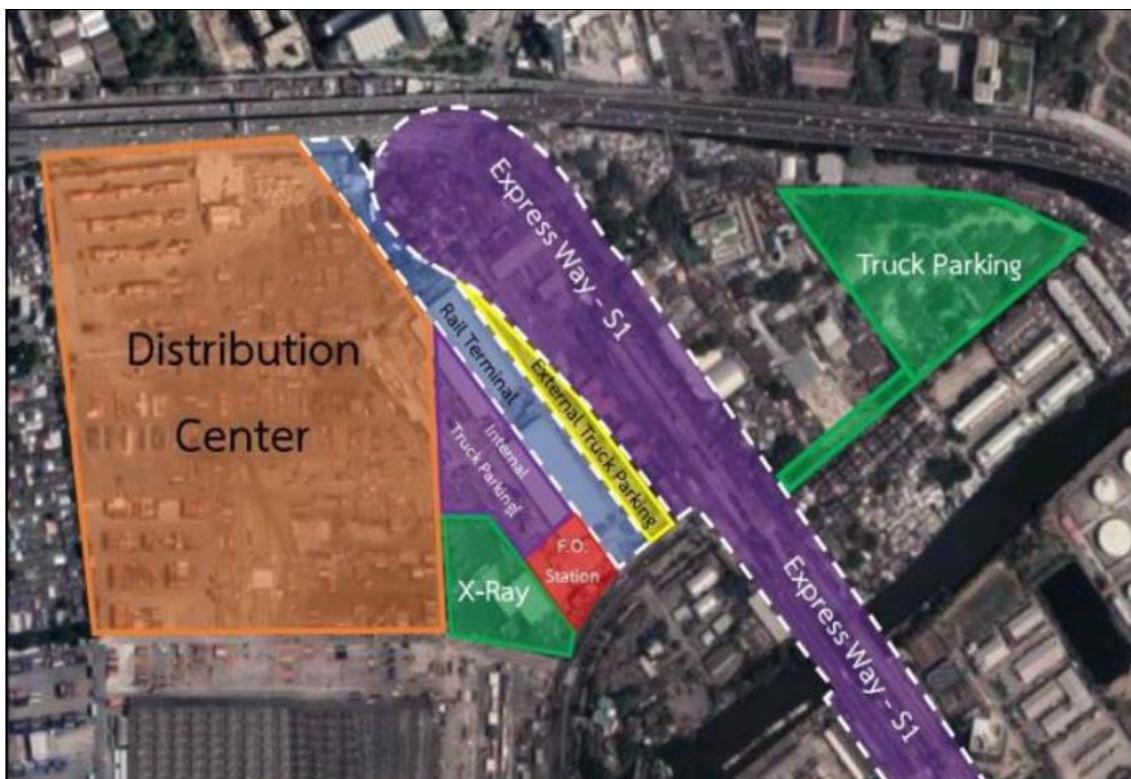 Express Way - S1
Truck Parking
Distribution
Center
Rail Terminal
External Truck Parking
Internal
Truck Parking(
F.O.
Station
X-Ray
Express Way - S1